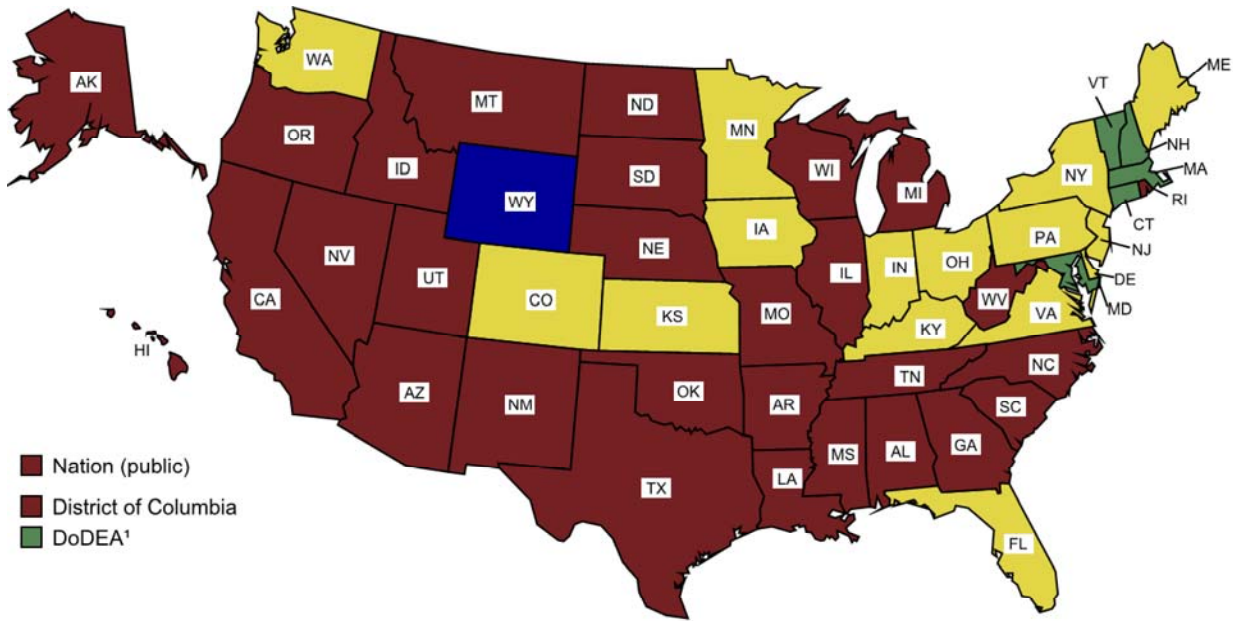 ME
WA
AK
VT
MT
ND
MN
OR
NH
ID
WI
MA
SD
NY
MI
WY
RI
CT
IA
PA
NE
NJ
NV
OH
IN
IL
UT
DE
CA
CO
WV
MD
KS
MO
VA
KY
HI
NC
TN
AZ
OK
NM
AR
SC
GA
MS
AL
Nation (public)
LA
TX
District of Columbia
DoDEA¹
FL